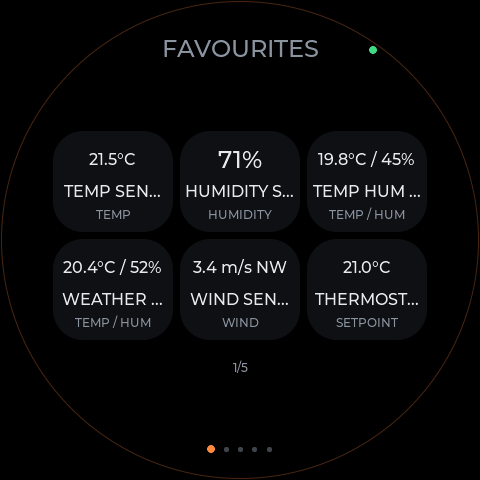 FAVOURITES
21.5°C
TEMP SEN...
TEMP
71%
HUMIDITY S...
HUMIDITY
19.8°C / 45%
TEMP HUM ...
TEMP / HUM
20.4°C / 52%
WEATHER ...
TEMP / HUM
3.4 m/s NW
WIND SEN...
WIND
21.0°C
THERMOST...
SETPOINT
1/5